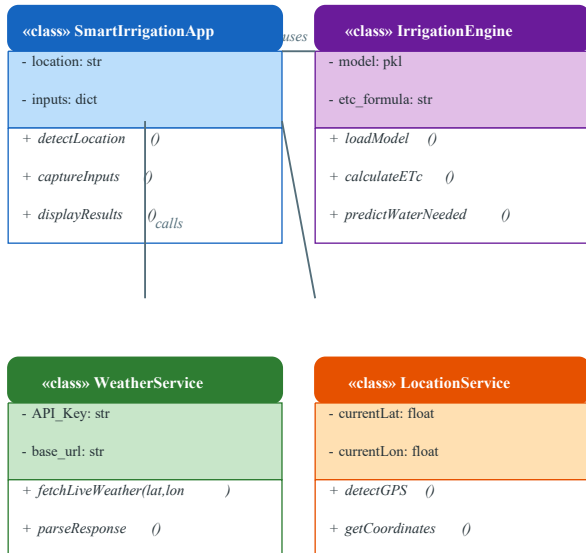 «class» SmartIrrigationApp
- location: str
- inputs: dict
+ detectLocation ()
+ captureInputs ()
+ displayResults ()
uses
calls
«class» IrrigationEngine
- model: pkl
- etc_formula: str
+ loadModel ()
+ calculateETc ()
+ predictWaterNeeded ()
«class» WeatherService
- API_Key: str
- base_url: str
+ fetchLiveWeather(lat,lon )
+ parseResponse ()
«class» LocationService
- currentLat: float
- currentLon: float
+ detectGPS ()
+ getCoordinates ()